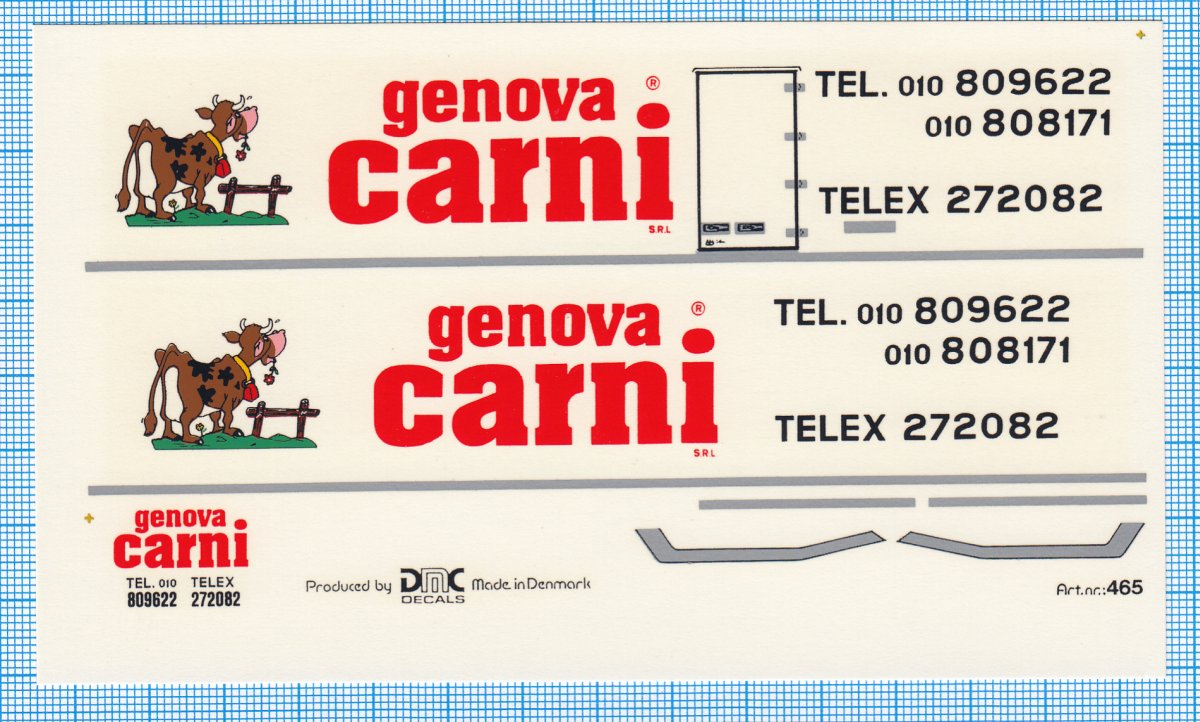 genova ®
carni
S.R.L
TEL. 010 809622
010 808171
TELEX 272082
genova ®
carni
S.R.L
TEL. 010 809622
010 808171
TELEX 272082
genova
carni
TEL. 010 TELEX
809622 272082
Produced by DMC DECALS Made in Denmark
Art.nr.:465